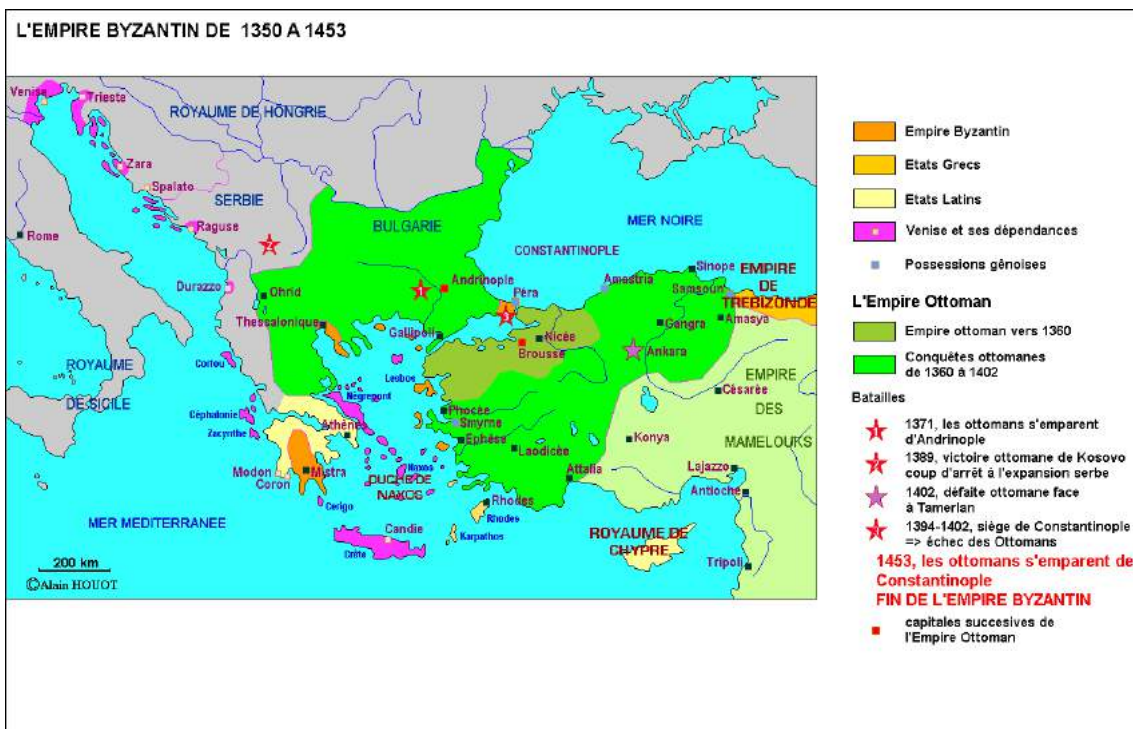 L'EMPIRE BYZANTIN DE 1350 A 1453
Venise
Trieste
ROYAUME DE HONGRIE
Zara
Spalato
SERBIE
Raguse
2
BULGARIE
MER NOIRE
Rome
CONSTANTINOPLE
Sinope
EMPIRE
DE
TREBIZONDE
Durazzo
Ohrid
1
Andrinople
Péra
3
Amastria
Samsoun
Thessalonique
Gallipoli
Nicée
Brousse
Gangra
Amasya
Ankara
ROYAUME
DE SICILE
Corfou
Lesbos
Césarée
EMPIRE
DES
MAMELOUKS
Négrepont
Céphalonie
Zacynthe
Athènes
Phocée
Smyrne
Ephèse
Laodicée
Konya
Modon
Coron
Mistra
Naxos
DUCHE DE
NAXOS
Attalia
Lajazzo
Antioche
Cerigo
Rhodes
Rhodes
Karpathos
MER MEDITERRANEE
Candie
Crète
ROYAUME DE
CHYPRE
Tripoli
200 km
©Alain HOUOT
Empire Byzantin
Etats Grecs
Etats Latins
Venise et ses dépendances
Possessions gênoises
L'Empire Ottoman
Empire ottoman vers 1360
Conquêtes ottomanes
de 1360 à 1402
Batailles
1
1371, les ottomans s'emparent
d'Andrinople
2
1389, victoire ottomane de Kosovo
coup d'arrêt à l'expansion serbe
1402, défaite ottomane face
à Tamerlan
3
1394-1402, siège de Constantinople
=> échec des Ottomans
1453, les ottomans s'emparent de
Constantinople
FIN DE L'EMPIRE BYZANTIN
capitales succesives de
l'Empire Ottoman